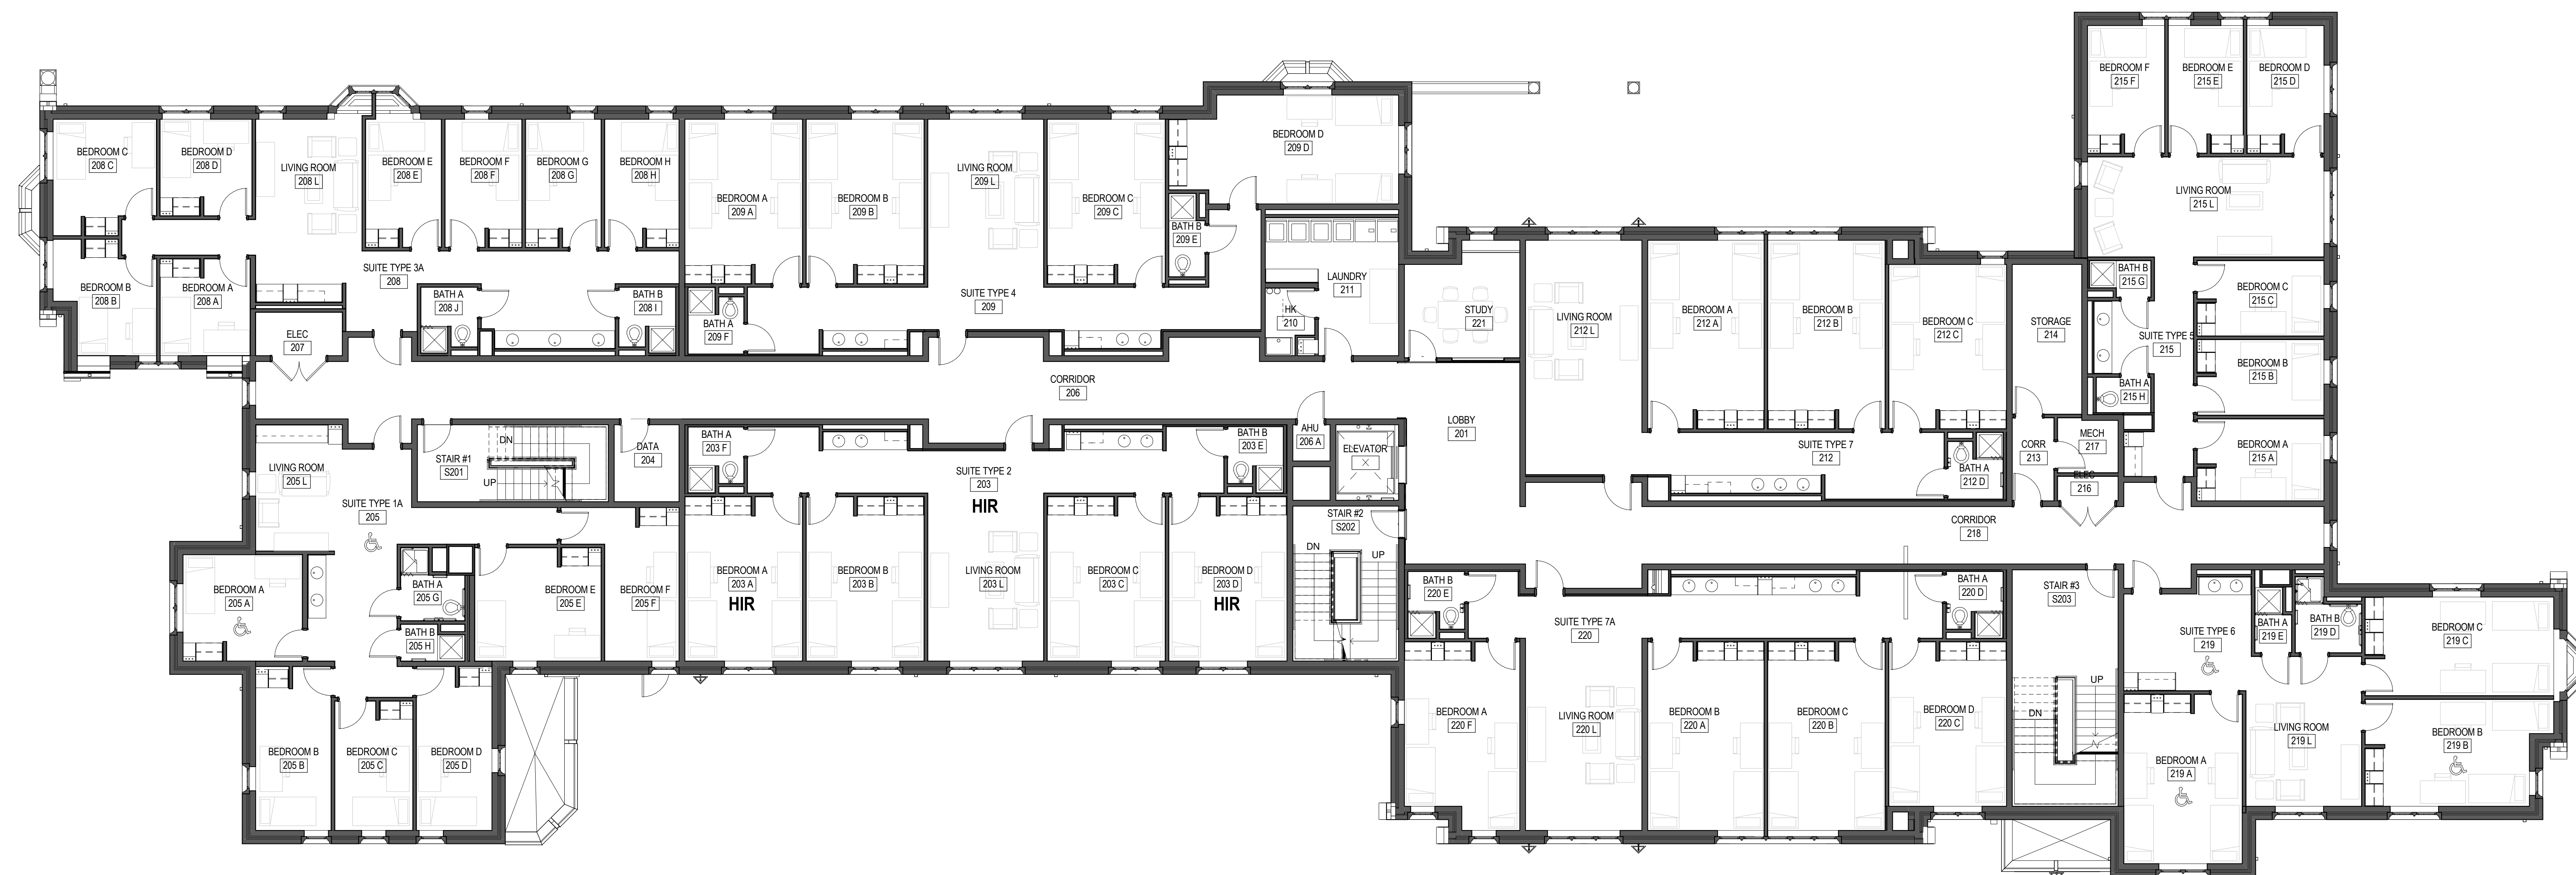 BEDROOM F
215 F
BEDROOM E
215 E
BEDROOM D
215 D
BEDROOM C
208 C
BEDROOM D
208 D
LIVING ROOM
208 L
BEDROOM E
208 E
BEDROOM F
208 F
BEDROOM G
208 G
BEDROOM H
208 H
BEDROOM A
209 A
BEDROOM B
209 B
LIVING ROOM
209 L
BEDROOM C
209 C
BEDROOM D
209 D
BATH B
209 E
LIVING ROOM
215 L
BEDROOM B
208 B
BEDROOM A
208 A
SUITE TYPE 3A
208
BATH A
208 J
BATH B
208 I
BATH A
209 F
SUITE TYPE 4
209
LAUNDRY
211
HK
210
STUDY
221
LIVING ROOM
212 L
BEDROOM A
212 A
BEDROOM B
212 B
BEDROOM C
212 C
STORAGE
214
BATH B
215 G
SUITE TYPE 5
215
BATH A
215 H
BEDROOM C
215 C
BEDROOM B
215 B
BEDROOM A
215 A
ELEC
207
CORRIDOR
206
LOBBY
201
AHU
206 A
ELEVATOR
LIVING ROOM
205 L
SUITE TYPE 1A
205
STAIR #1
S201
DN
UP
DATA
204
BATH A
203 F
SUITE TYPE 2
203
HIR
BATH B
203 E
STAIR #2
S202
DN
UP
SUITE TYPE 7
212
BATH A
212 D
CORR
213
MECH
217
ELEC
216
CORRIDOR
218
BEDROOM A
205 A
BATH A
205 G
BATH B
205 H
BEDROOM E
205 E
BEDROOM F
205 F
BEDROOM A
203 A
HIR
BEDROOM B
203 B
LIVING ROOM
203 L
BEDROOM C
203 C
BEDROOM D
203 D
HIR
BATH B
220 E
SUITE TYPE 7A
220
BATH A
220 D
STAIR #3
S203
UP
DN
SUITE TYPE 6
219
BATH A
219 E
BATH B
219 D
BEDROOM C
219 C
BEDROOM B
205 B
BEDROOM C
205 C
BEDROOM D
205 D
BEDROOM A
220 F
LIVING ROOM
220 L
BEDROOM B
220 A
BEDROOM C
220 B
BEDROOM D
220 C
BEDROOM A
219 A
LIVING ROOM
219 L
BEDROOM B
219 B